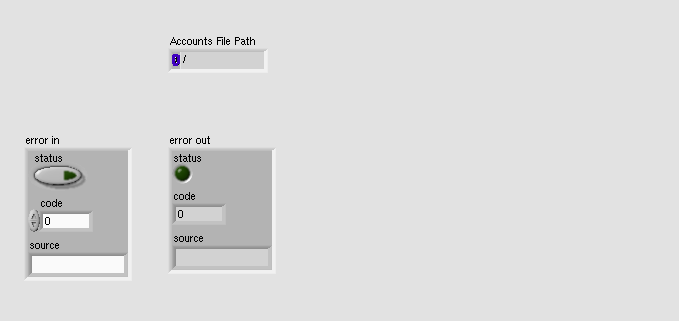 Accounts File Path
/
error in
status
code
0
source
error out
status
code
0
source